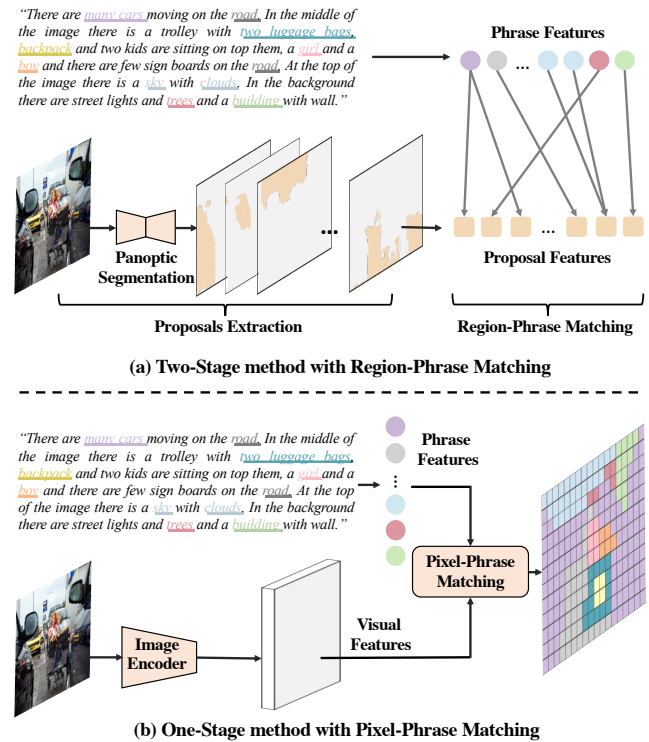 “There are many cars moving on the road. In the middle of
the image there is a trolley with two luggage bags,
backpack and two kids are sitting on top them, a girl and a
boy and there are few sign boards on the road. At the top
of the image there is a sky with clouds. In the background
there are street lights and trees and a building with wall.”
Phrase Features
...
Panoptic
Segmentation
...
...
Proposal Features
Proposals Extraction
Region-Phrase Matching
(a) Two-Stage method with Region-Phrase Matching
“There are many cars moving on the road. In the middle of
the image there is a trolley with two luggage bags,
backpack and two kids are sitting on top them, a girl and a
boy and there are few sign boards on the road. At the top
of the image there is a sky with clouds. In the background
there are street lights and trees and a building with wall.”
Phrase
Features
...
Pixel-Phrase
Matching
Image
Encoder
Visual
Features
(b) One-Stage method with Pixel-Phrase Matching